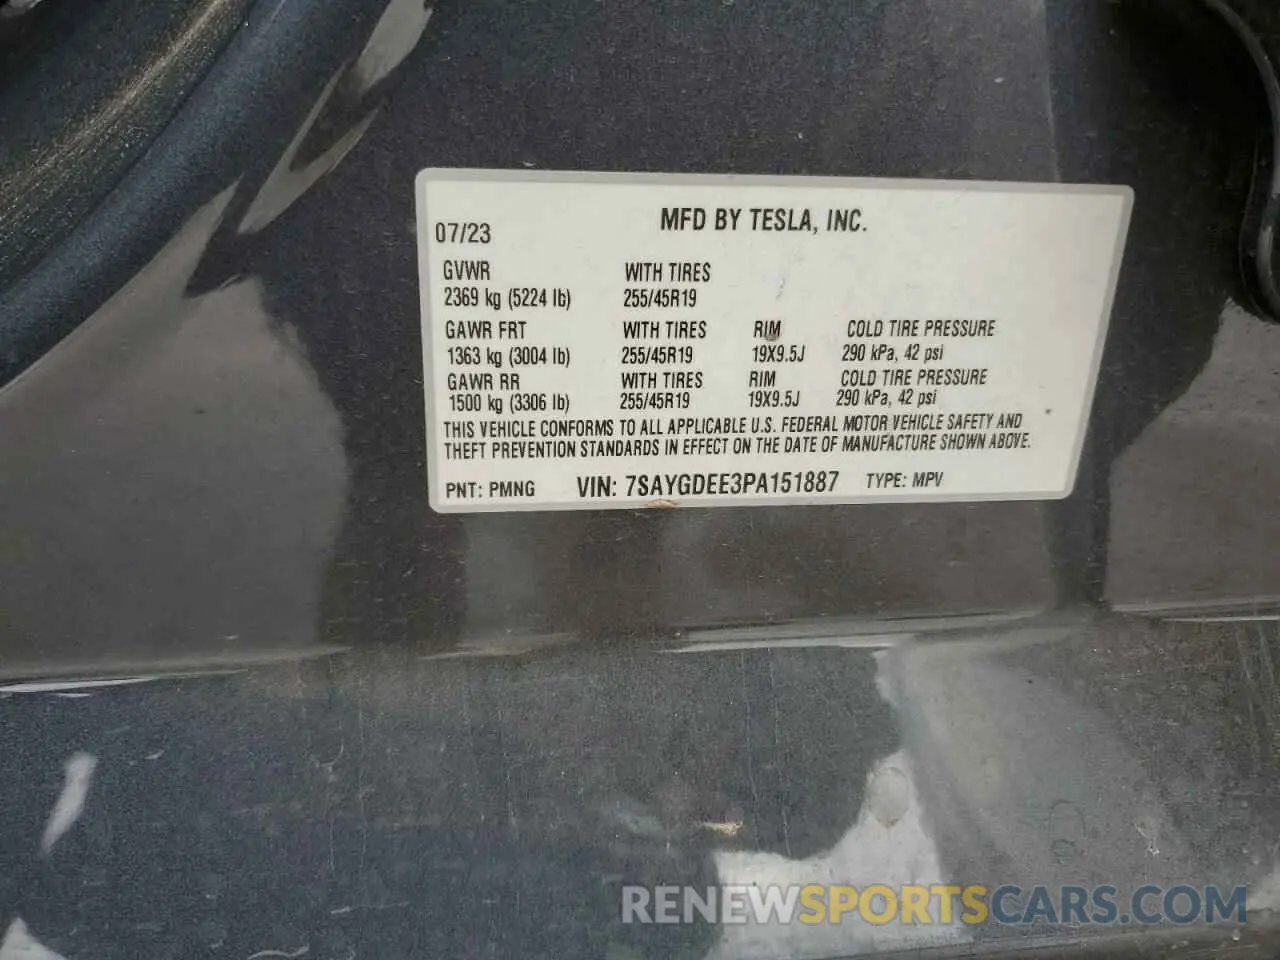 07/23 MFD BY TESLA, INC.
GVWR WITH TIRES
2369 kg (5224 lb) 255/45R19
GAWR FRT WITH TIRES RIM COLD TIRE PRESSURE
1363 kg (3004 lb) 255/45R19 19X9.5J 290 kPa, 42 psi
GAWR RR WITH TIRES RIM COLD TIRE PRESSURE
1500 kg (3306 lb) 255/45R19 19X9.5J 290 kPa, 42 psi
THIS VEHICLE CONFORMS TO ALL APPLICABLE U.S. FEDERAL MOTOR VEHICLE SAFETY AND
THEFT PREVENTION STANDARDS IN EFFECT ON THE DATE OF MANUFACTURE SHOWN ABOVE.
PNT: PMNG VIN: 7SAYGDEE3PA151887 TYPE: MPV
RENEWSPORTSCARS.COM